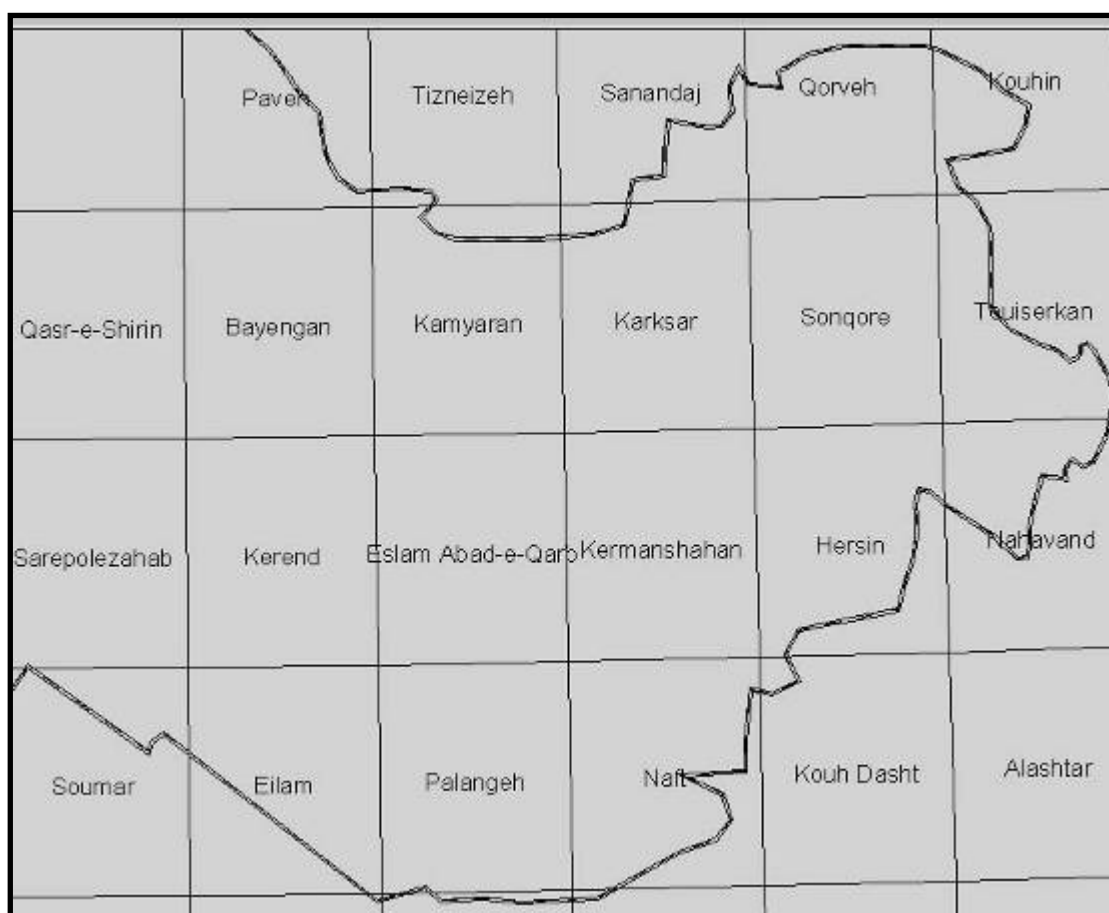 Paveh
Tizneizeh
Sanandaj
Qorveh
Kouhin
Qasr-e-Shirin
Bayengan
Kamyaran
Karksar
Sonqore
Touiserkan
Sarepolezahab
Kerend
Eslam Abad-e-Qarb
Kermanshahan
Hersin
Nahavand
Soumar
Eilam
Palangeh
Naft
Kouh Dasht
Alashtar